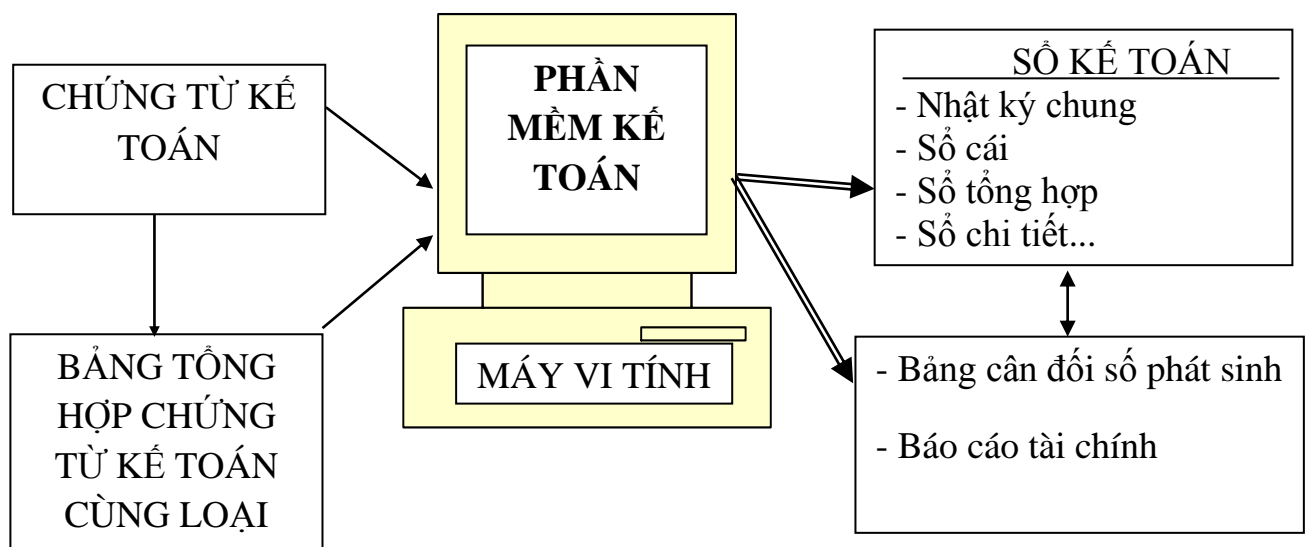 CHỨNG TỪ KẾ
TOÁN
BẢNG TỔNG
HỢP CHỨNG
TỪ KẾ TOÁN
CÙNG LOẠI
PHẦN
MỀM KẾ
TOÁN
MÁY VI TÍNH
SỔ KẾ TOÁN
- Nhật ký chung
- Sổ cái
- Sổ tổng hợp
- Sổ chi tiết...
- Bảng cân đối số phát sinh
- Báo cáo tài chính